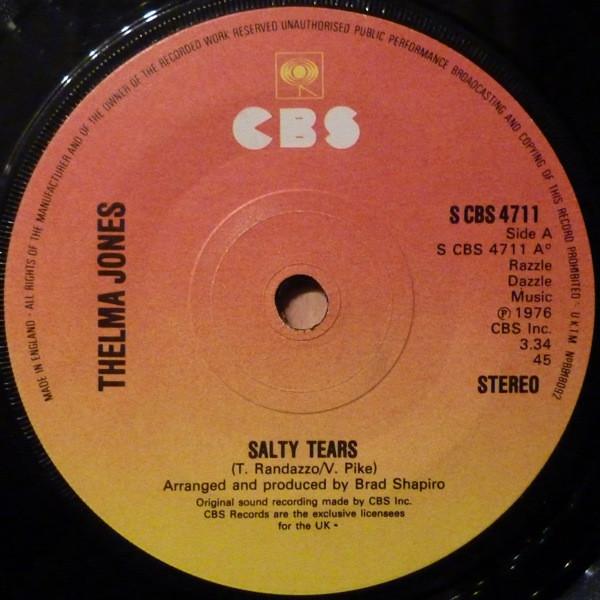 MADE IN ENGLAND - ALL RIGHTS OF THE MANUFACTURER AND OF THE OWNER OF THE RECORDED WORK RESERVED UNAUTHORISED PUBLIC PERFORMANCE BROADCASTING AND COPYING OF THIS RECORD PROHIBITED - U.K.T.M.
CBS
THELMA JONES
S CBS 4711
Side A
S CBS 4711 A°
Razzle
Dazzle
Music
℗ 1976
CBS Inc.
3.34
45
STEREO
SALTY TEARS
(T. Randazzo/V. Pike)
Arranged and produced by Brad Shapiro
Original sound recording made by CBS Inc.
CBS Records are the exclusive licensees
for the UK -